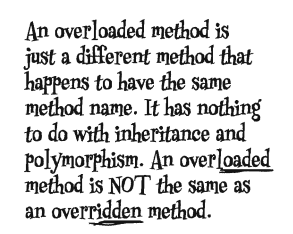 An overloaded method is
just a different method that
happens to have the same
method name. It has nothing
to do with inheritance and
polymorphism. An overloaded
method is NOT the same as
an overridden method.